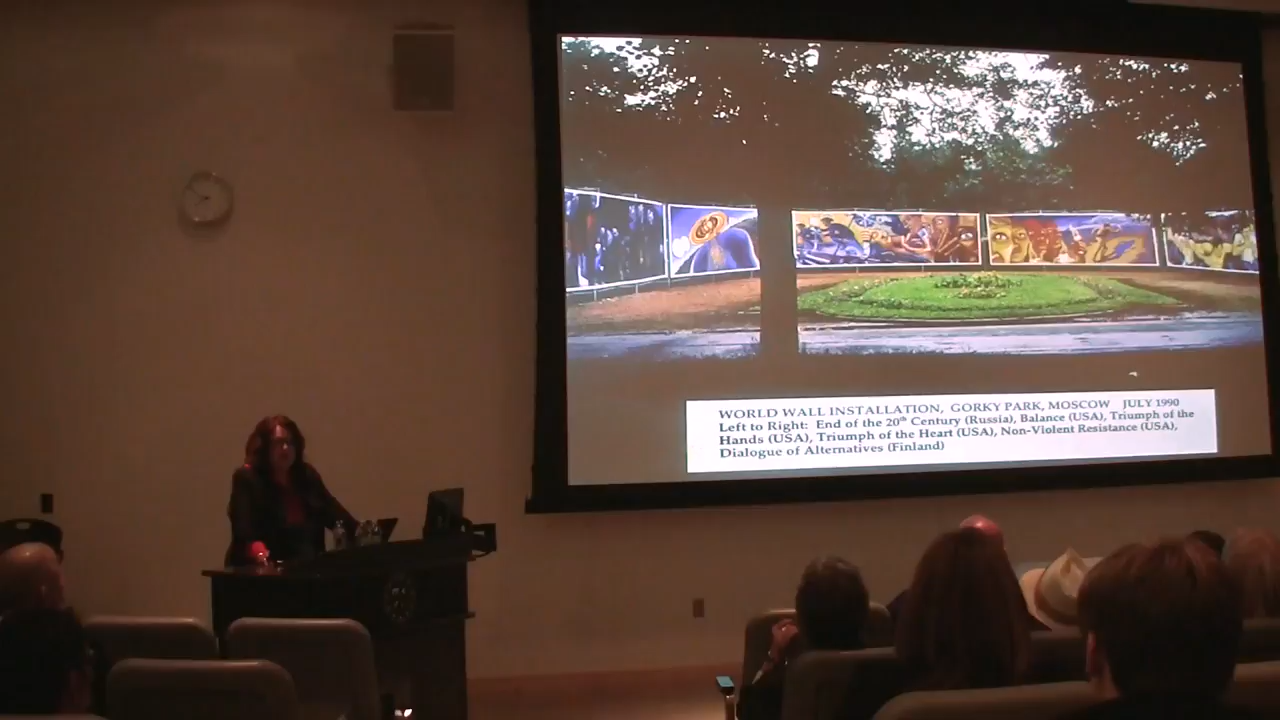 WORLD WALL INSTALLATION, GORKY PARK, MOSCOW JULY 1990
Left to Right: End of the 20th Century (Russia), Balance (USA), Triumph of the
Hands (USA), Triumph of the Heart (USA), Non-Violent Resistance (USA),
Dialogue of Alternatives (Finland)